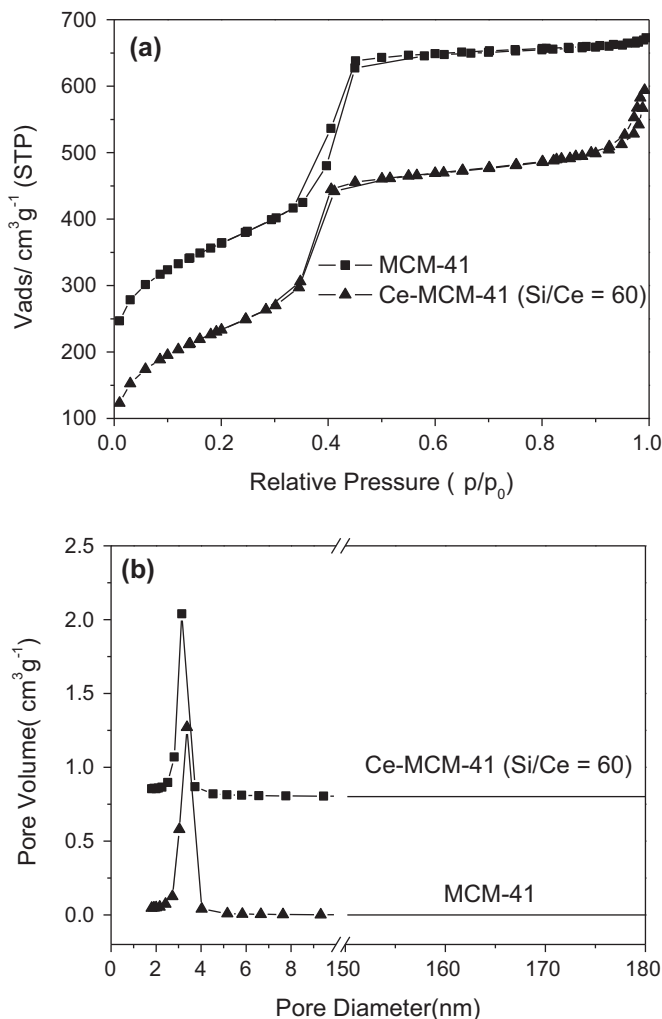 (a)
700
600
500
400
300
200
100
Vads/ cm³g⁻¹ (STP)
MCM-41
Ce-MCM-41 (Si/Ce = 60)
0.0 0.2 0.4 0.6 0.8 1.0
Relative Pressure ( p/p₀)
(b)
2.5
2.0
1.5
1.0
0.5
0.0
Pore Volume( cm³g⁻¹)
Ce-MCM-41 (Si/Ce = 60)
MCM-41
0 2 4 6 8 10 150 160 170 180
Pore Diameter(nm)